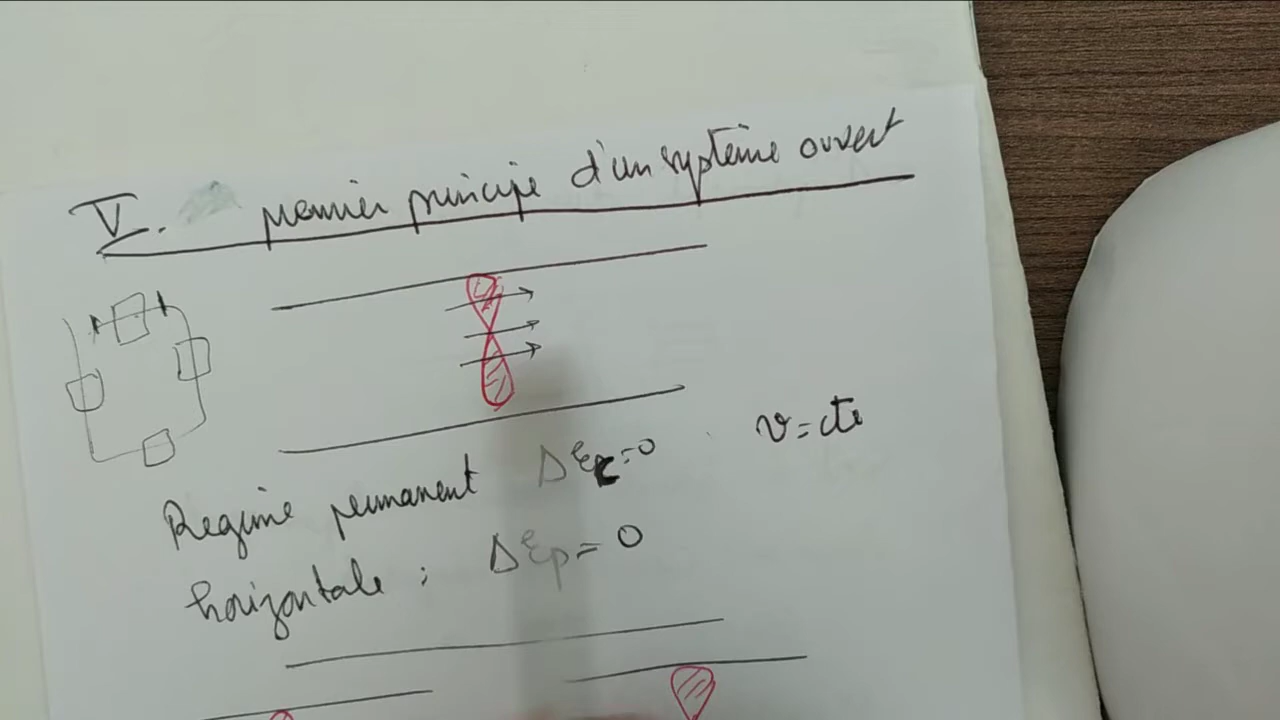 V. premier principe d'un système ouvert
Regime permanent ΔEc=0 v=cte
horizontale : ΔEp=0